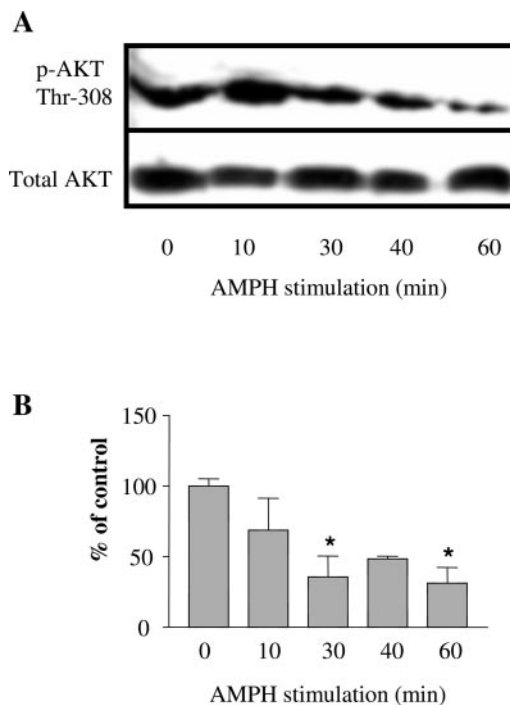 A
p-AKT
Thr-308
Total AKT
0 10 30 40 60
AMPH stimulation (min)
B
% of control
150
100
50
0
* *
0 10 30 40 60
AMPH stimulation (min)